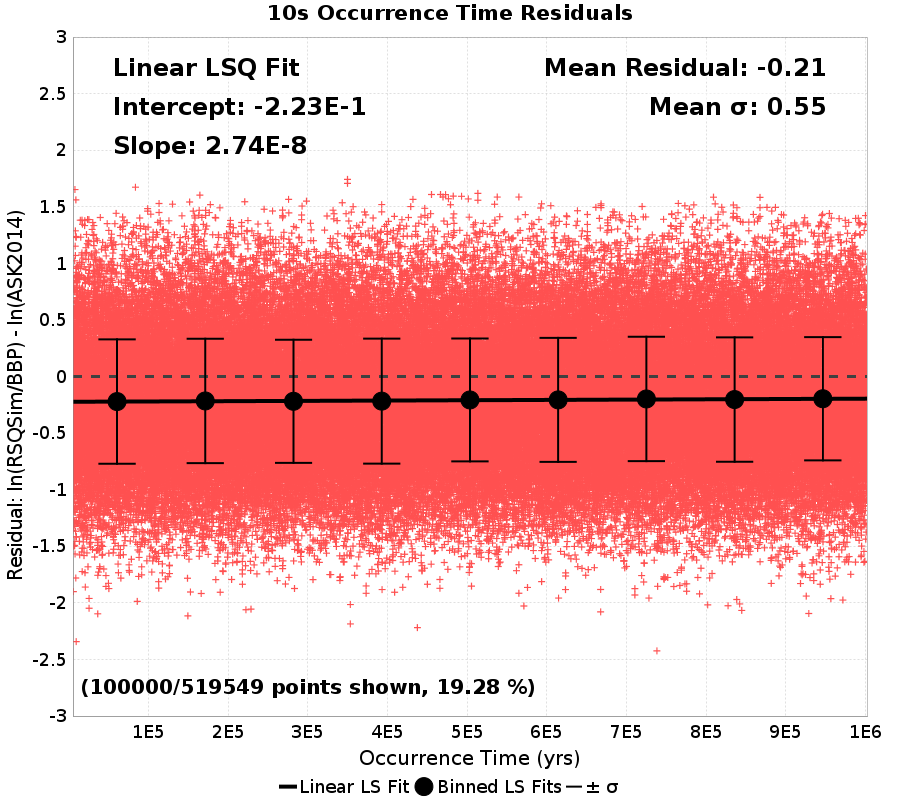 10s Occurrence Time Residuals
Linear LSQ Fit
Intercept: -2.23E-1
Slope: 2.74E-8
Mean Residual: -0.21
Mean σ: 0.55
Residual: ln(RSQSim/BBP) - ln(ASK2014)
3
2.5
2
1.5
1
0.5
0
-0.5
-1
-1.5
-2
-2.5
-3
(100000/519549 points shown, 19.28 %)
1E5 2E5 3E5 4E5 5E5 6E5 7E5 8E5 9E5 1E6
Occurrence Time (yrs)
Linear LS Fit Binned LS Fits ± σ